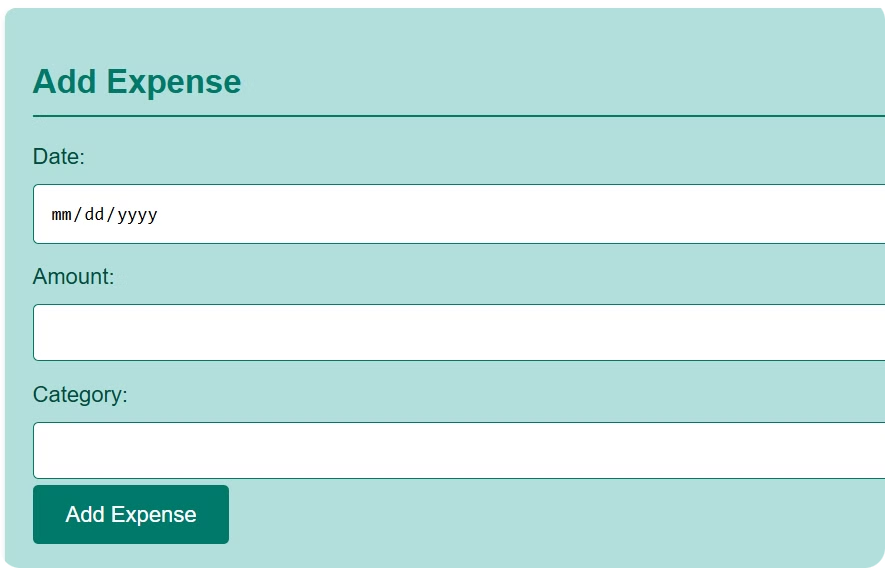 Add Expense
Date:
mm/dd/yyyy
Amount:
Category:
Add Expense